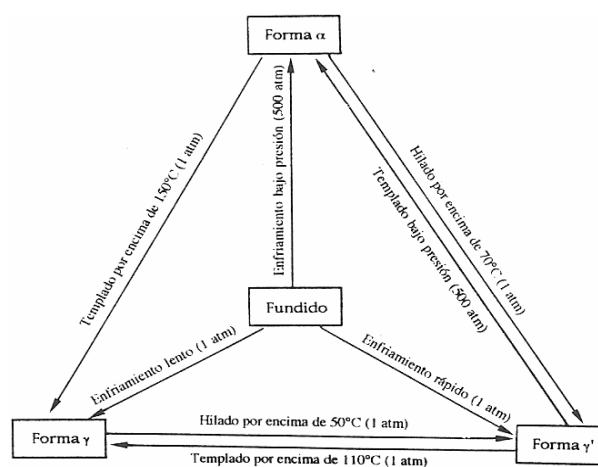 Forma α
Templado por encima de 150°C (1 atm)
Enfriamiento bajo presión (500 atm)
Hilado por encima de 70°C (1 atm)
Templado bajo presión (500 atm)
Fundido
Enfriamiento lento (1 atm)
Enfriamiento rápido (1 atm)
Forma γ
Hilado por encima de 50°C (1 atm)
Templado por encima de 110°C (1 atm)
Forma γ'